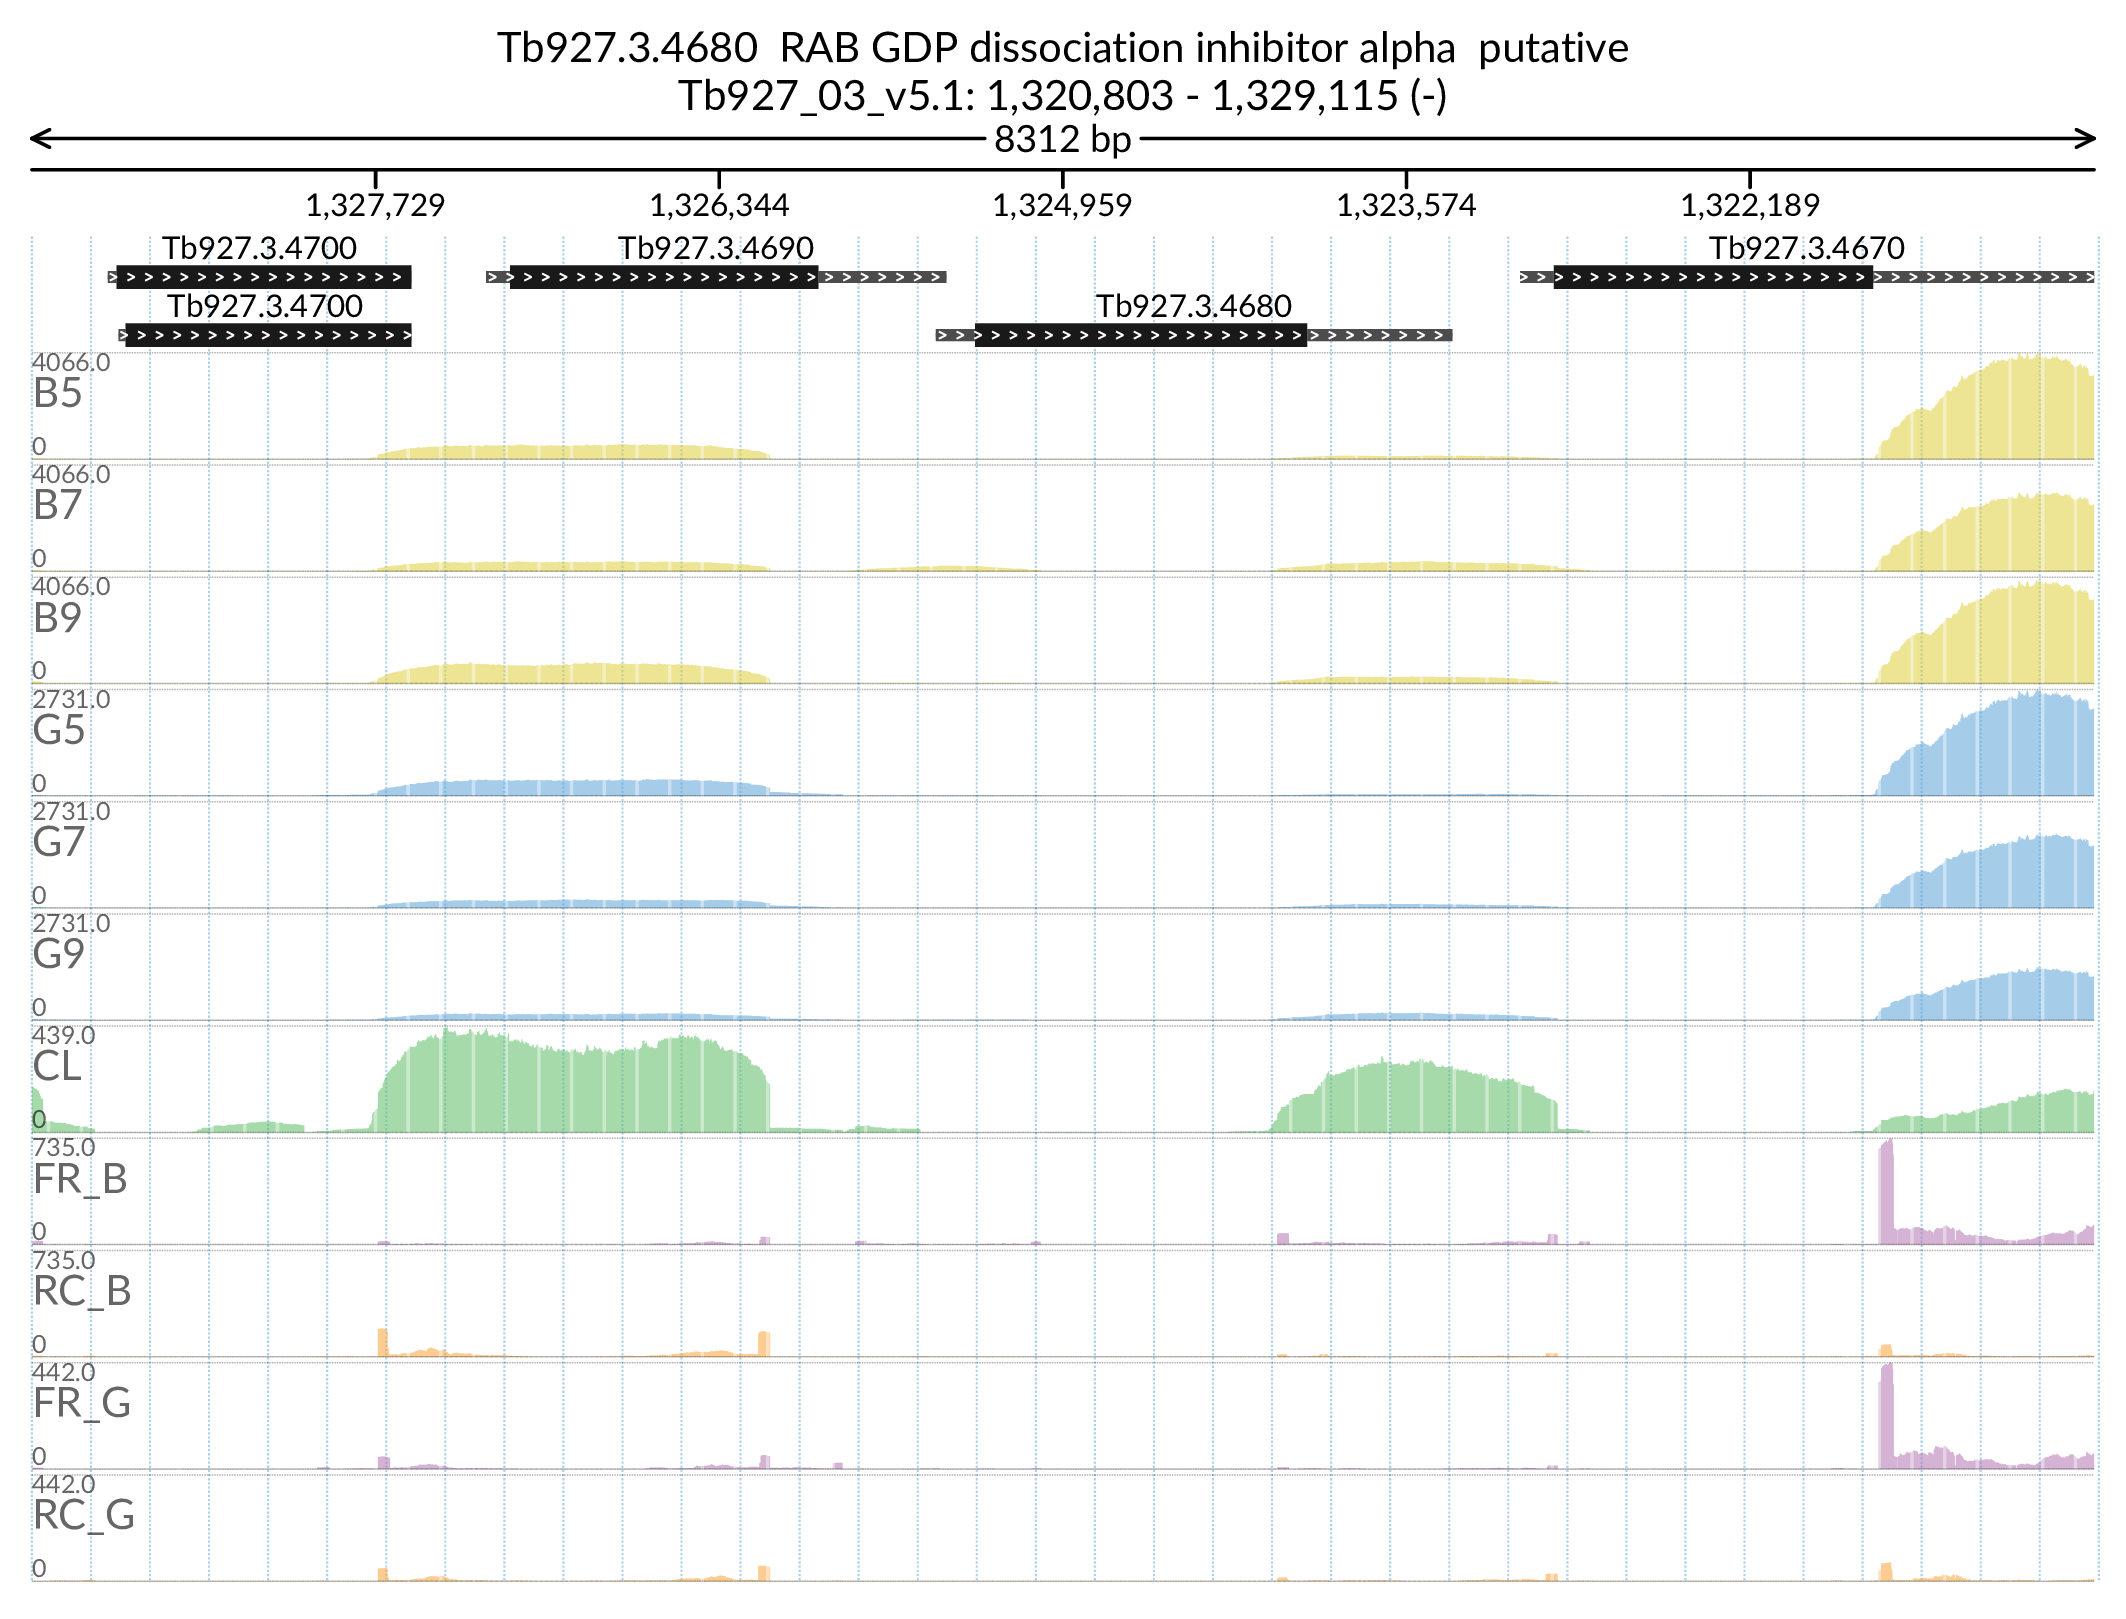 Tb927.3.4680 RAB GDP dissociation inhibitor alpha putative
Tb927_03_v5.1: 1,320,803 - 1,329,115 (-)
8312 bp
1,327,729 1,326,344 1,324,959 1,323,574 1,322,189
Tb927.3.4700 Tb927.3.4690 Tb927.3.4670
Tb927.3.4700 Tb927.3.4680
4066.0
B5
0
4066.0
B7
0
4066.0
B9
0
2731.0
G5
0
2731.0
G7
0
2731.0
G9
0
439.0
CL
0
735.0
FR_B
0
735.0
RC_B
0
442.0
FR_G
0
442.0
RC_G
0